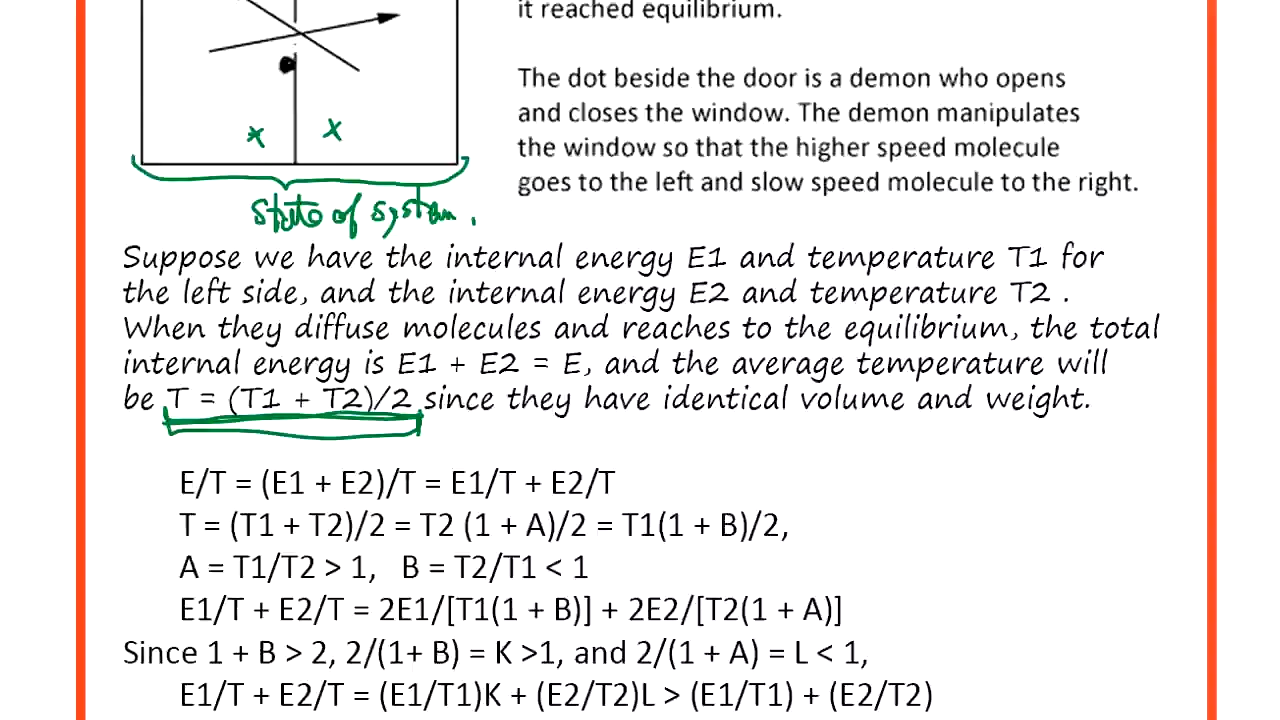 it reached equilibrium.
The dot beside the door is a demon who opens
and closes the window. The demon manipulates
the window so that the higher speed molecule
goes to the left and slow speed molecule to the right.
x x
state of system.
Suppose we have the internal energy E1 and temperature T1 for
the left side, and the internal energy E2 and temperature T2 .
When they diffuse molecules and reaches to the equilibrium, the total
internal energy is E1 + E2 = E, and the average temperature will
be T = (T1 + T2)/2 since they have identical volume and weight.
E/T = (E1 + E2)/T = E1/T + E2/T
T = (T1 + T2)/2 = T2 (1 + A)/2 = T1(1 + B)/2,
A = T1/T2 > 1, B = T2/T1 < 1
E1/T + E2/T = 2E1/[T1(1 + B)] + 2E2/[T2(1 + A)]
Since 1 + B > 2, 2/(1+ B) = K >1, and 2/(1 + A) = L < 1,
E1/T + E2/T = (E1/T1)K + (E2/T2)L > (E1/T1) + (E2/T2)